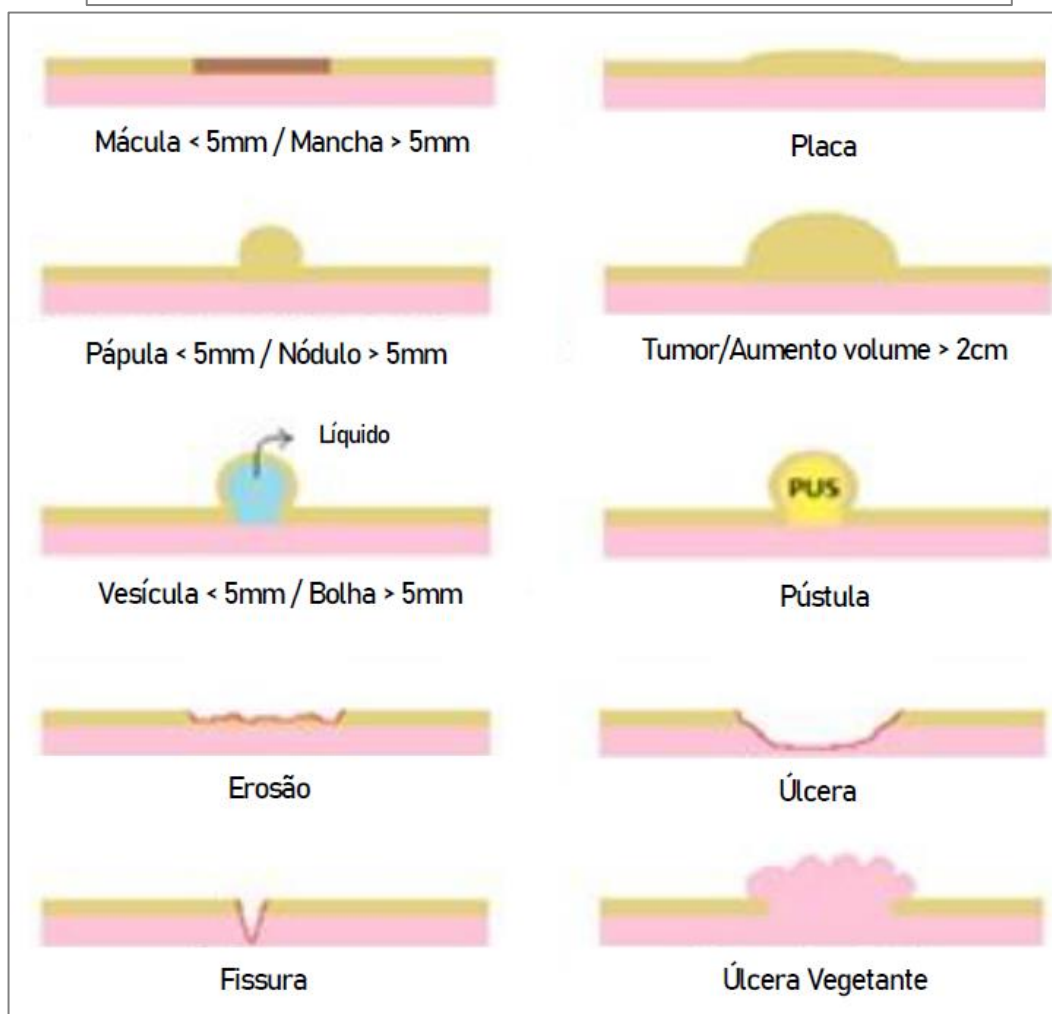 Mácula < 5mm / Mancha > 5mm
Placa
Pápula < 5mm / Nódulo > 5mm
Tumor/Aumento volume > 2cm
Líquido
PUS
Vesícula < 5mm / Bolha > 5mm
Pústula
Erosão
Úlcera
Fissura
Úlcera Vegetante